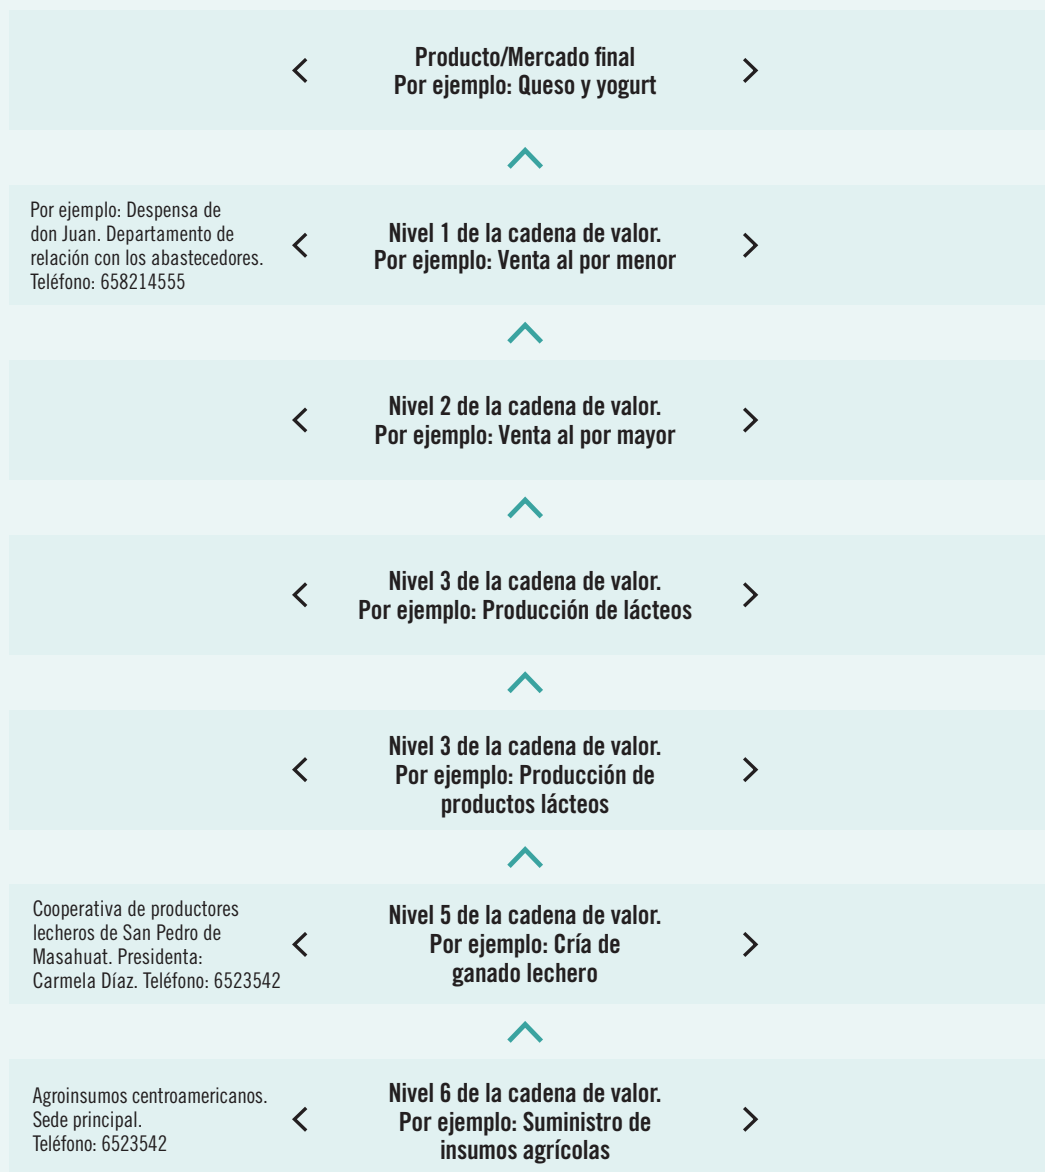 Producto/Mercado final
Por ejemplo: Queso y yogurt
Por ejemplo: Despensa de
don Juan. Departamento de
relación con los abastecedores.
Teléfono: 658214555
Nivel 1 de la cadena de valor.
Por ejemplo: Venta al por menor
Nivel 2 de la cadena de valor.
Por ejemplo: Venta al por mayor
Nivel 3 de la cadena de valor.
Por ejemplo: Producción de lácteos
Nivel 3 de la cadena de valor.
Por ejemplo: Producción de
productos lácteos
Cooperativa de productores
lecheros de San Pedro de
Masahuat. Presidenta:
Carmela Díaz. Teléfono: 6523542
Nivel 5 de la cadena de valor.
Por ejemplo: Cría de
ganado lechero
Agroinsumos centroamericanos.
Sede principal.
Teléfono: 6523542
Nivel 6 de la cadena de valor.
Por ejemplo: Suministro de
insumos agrícolas